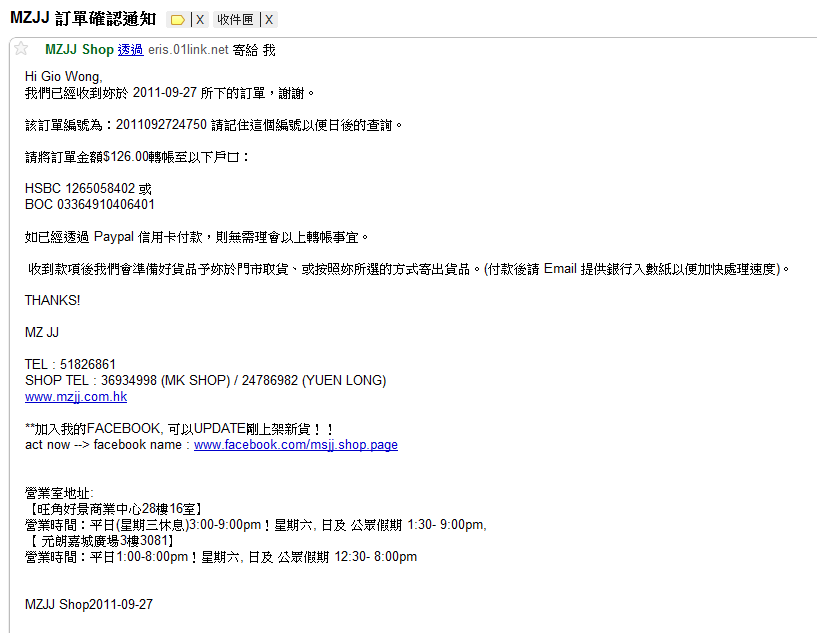 MZJJ 訂單確認通知 | X 收件匣 | X
MZJJ Shop 透過 eris.01link.net 寄給 我
Hi Gio Wong,
我們已經收到妳於 2011-09-27 所下的訂單，謝謝。
該訂單編號為：2011092724750 請記住這個編號以便日後的查詢。
請將訂單金額$126.00轉帳至以下戶口：
HSBC 1265058402 或
BOC 03364910406401
如已經透過 Paypal 信用卡付款，則無需理會以上轉帳事宜。
收到款項後我們會準備好貨品予妳於門市取貨、或按照妳所選的方式寄出貨品。(付款後請 Email 提供銀行入數紙以便加快處理速度)。
THANKS!
MZ JJ
TEL : 51826861
SHOP TEL : 36934998 (MK SHOP) / 24786982 (YUEN LONG)
www.mzjj.com.hk
**加入我的FACEBOOK, 可以UPDATE剛上架新貨！！
act now --> facebook name : www.facebook.com/msjj.shop.page
營業室地址:
【旺角好景商業中心28樓16室】
營業時間：平日(星期三休息)3:00-9:00pm！星期六, 日及 公眾假期 1:30- 9:00pm,
【 元朗嘉城廣場3樓3081】
營業時間：平日1:00-8:00pm！星期六, 日及 公眾假期 12:30- 8:00pm
MZJJ Shop2011-09-27